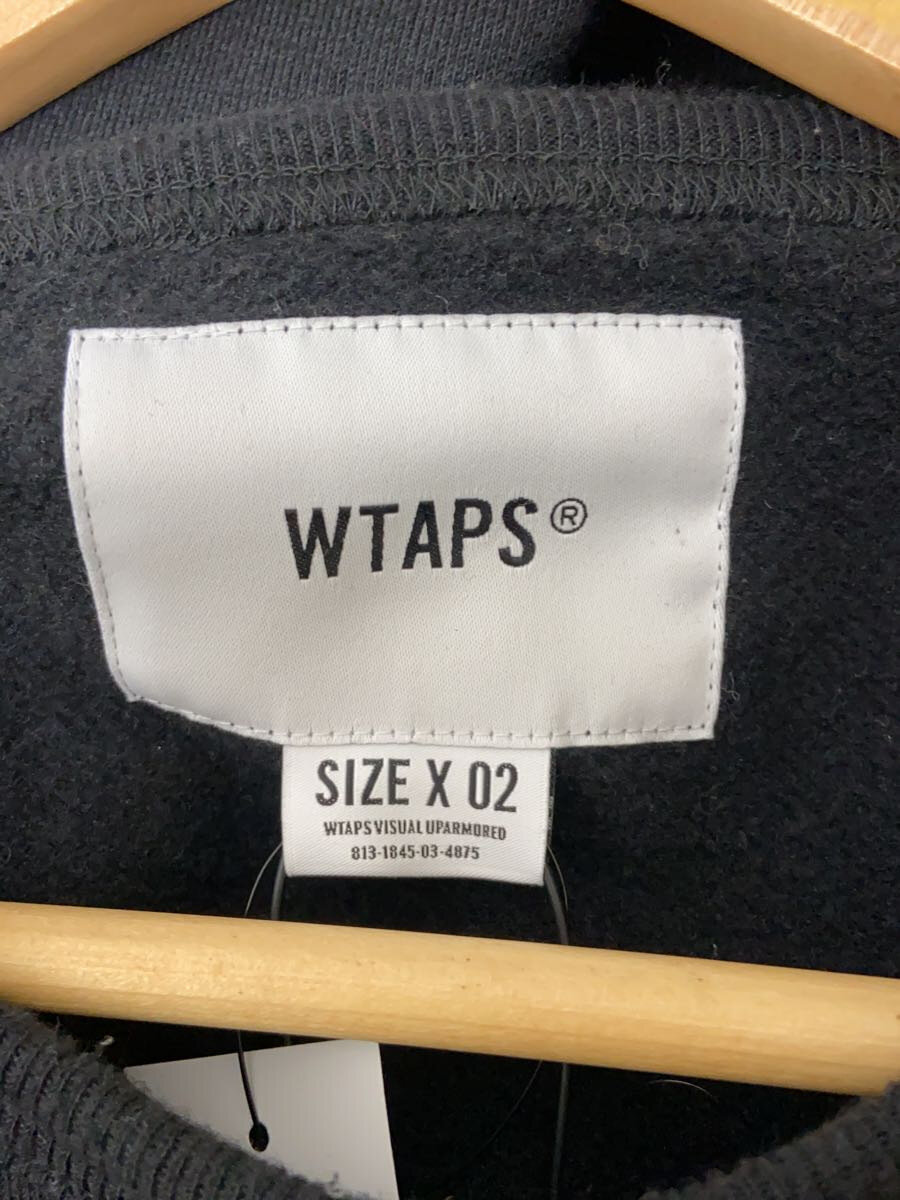 WTAPS®
SIZE X 02
WTAPS VISUAL UPARMORED
813-1845-03-4875